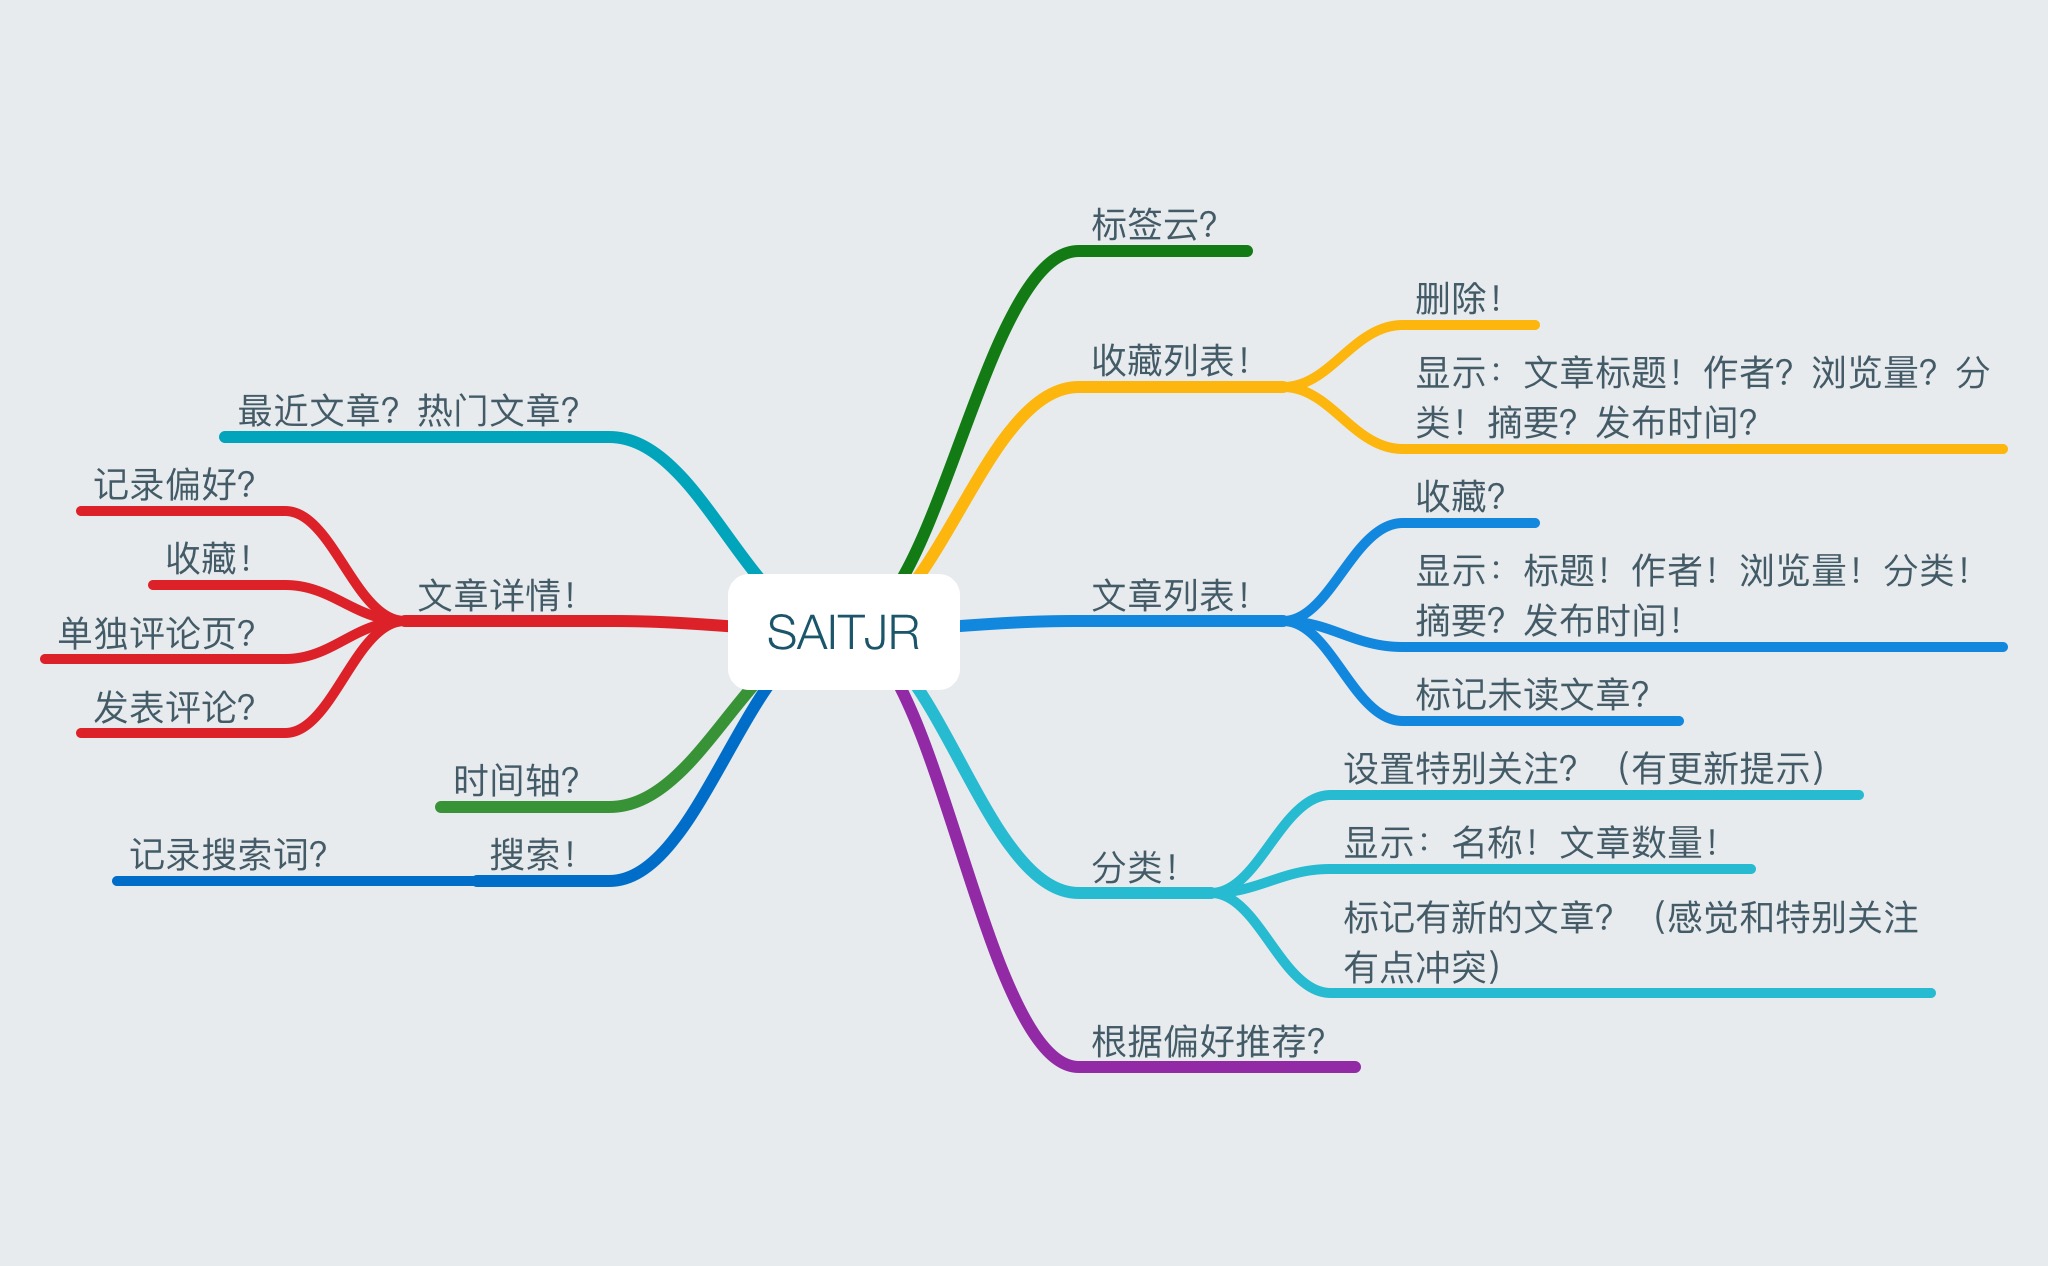 标签云？
删除！
收藏列表！
显示：文章标题！作者？浏览量？分
类！摘要？发布时间？
最近文章？热门文章？
记录偏好？
收藏！
文章详情！
单独评论页？
发表评论？
SAITJR
收藏？
文章列表！
显示：标题！作者！浏览量！分类！
摘要？发布时间！
标记未读文章？
时间轴？
记录搜索词？
搜索！
设置特别关注？（有更新提示）
分类！
显示：名称！文章数量！
标记有新的文章？（感觉和特别关注
有点冲突）
根据偏好推荐？